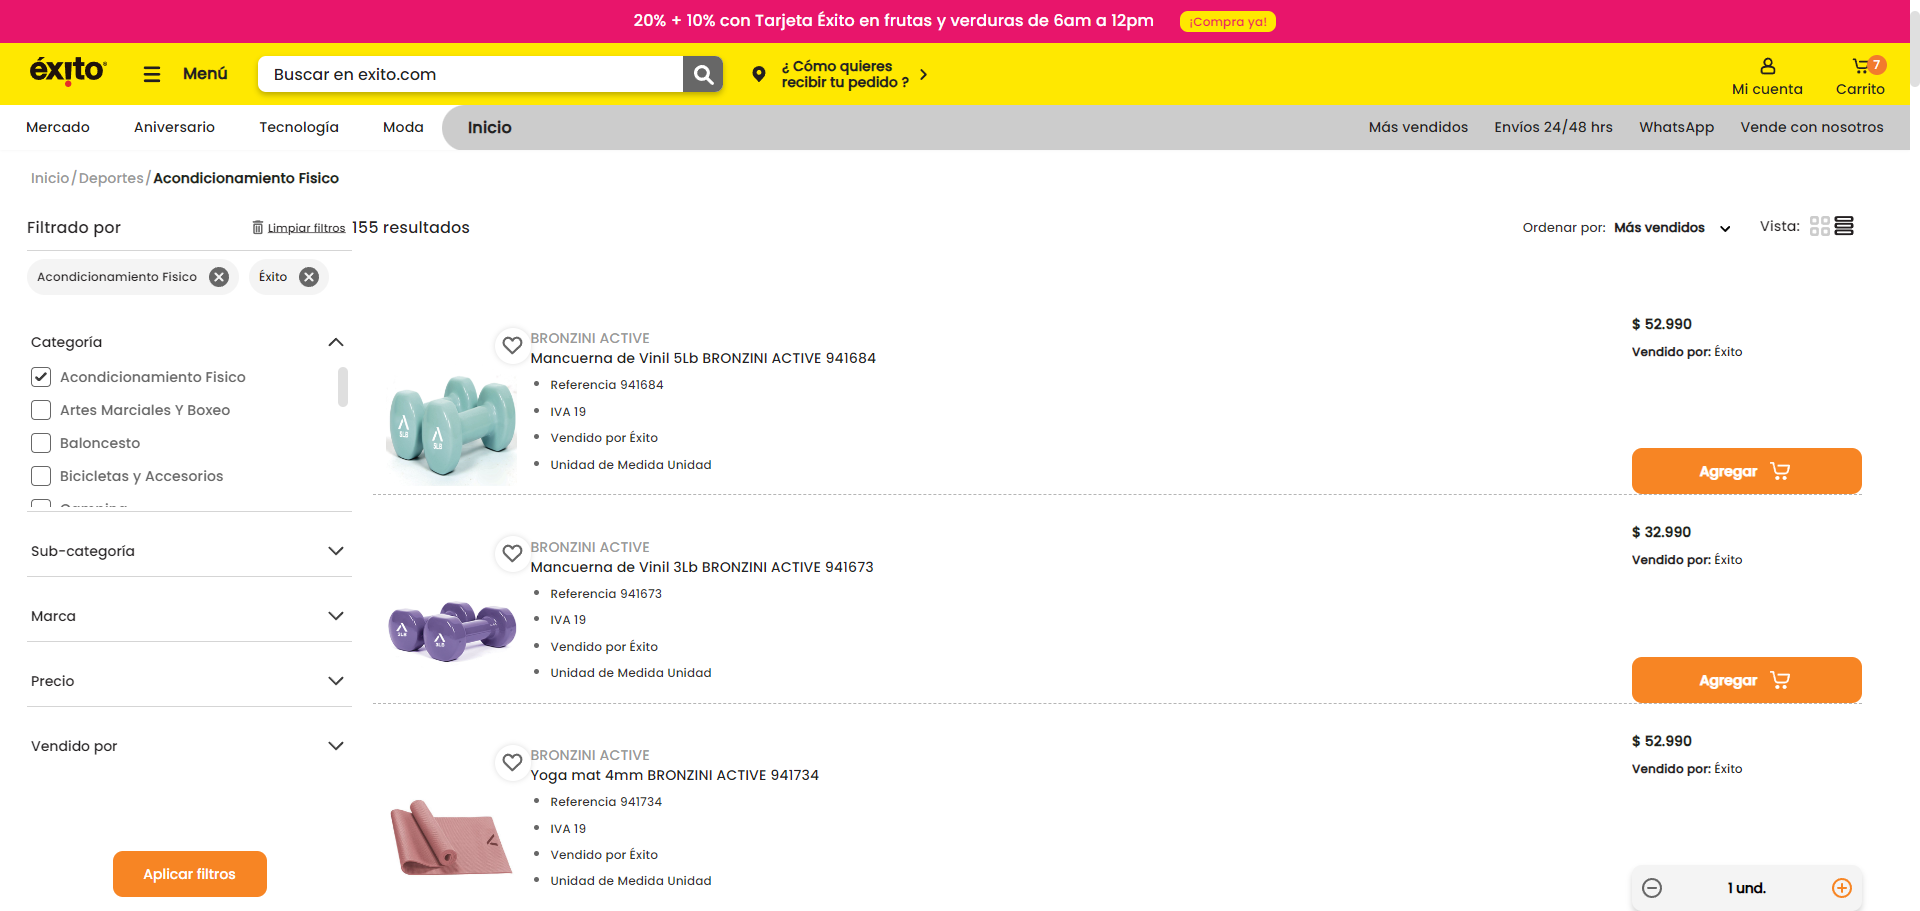 20% + 10% con Tarjeta Éxito en frutas y verduras de 6am a 12pm ¡Compra ya!
éxito
Menú
Buscar en exito.com
¿ Cómo quieres
recibir tu pedido ?
Mi cuenta
7
Carrito
Mercado Aniversario Tecnología Moda Inicio Más vendidos Envíos 24/48 hrs WhatsApp Vende con nosotros
Inicio / Deportes / Acondicionamiento Fisico
Filtrado por Limpiar filtros 155 resultados Ordenar por: Más vendidos Vista:
Acondicionamiento Fisico Éxito
Categoría
Acondicionamiento Fisico
Artes Marciales Y Boxeo
Baloncesto
Bicicletas y Accesorios
Sub-categoría
Marca
Precio
Vendido por
Aplicar filtros
BRONZINI ACTIVE
Mancuerna de Vinil 5Lb BRONZINI ACTIVE 941684
Referencia 941684
IVA 19
Vendido por Éxito
Unidad de Medida Unidad
$ 52.990
Vendido por: Éxito
Agregar
5LB
5LB
BRONZINI ACTIVE
Mancuerna de Vinil 3Lb BRONZINI ACTIVE 941673
Referencia 941673
IVA 19
Vendido por Éxito
Unidad de Medida Unidad
$ 32.990
Vendido por: Éxito
Agregar
3LB
3LB
BRONZINI ACTIVE
Yoga mat 4mm BRONZINI ACTIVE 941734
Referencia 941734
IVA 19
Vendido por Éxito
Unidad de Medida Unidad
$ 52.990
Vendido por: Éxito
1 und.